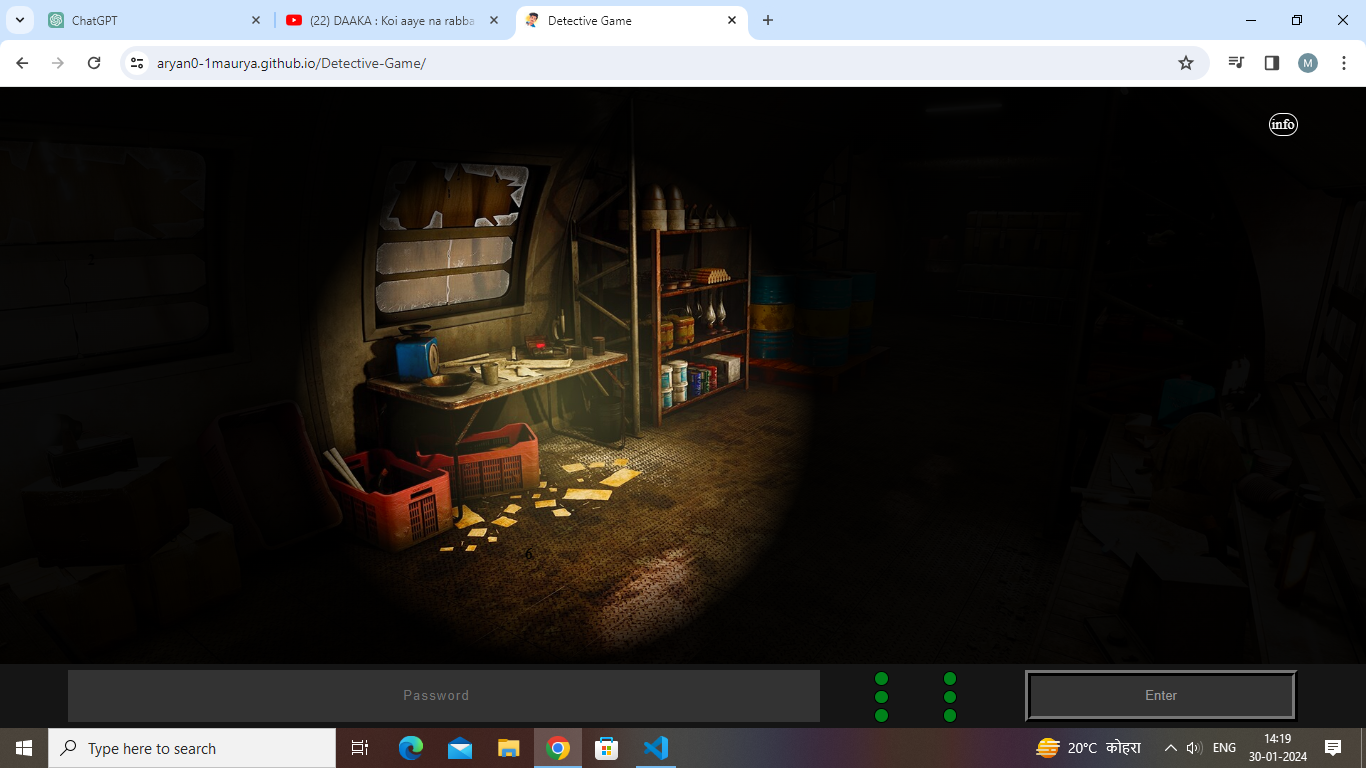 ChatGPT
(22) DAAKA : Koi aaye na rabba
Detective Game
aryan0-1maurya.github.io/Detective-Game/
M
info
2
6
Password
Enter
Type here to search
20°C कोहरा
ENG
14:19
30-01-2024